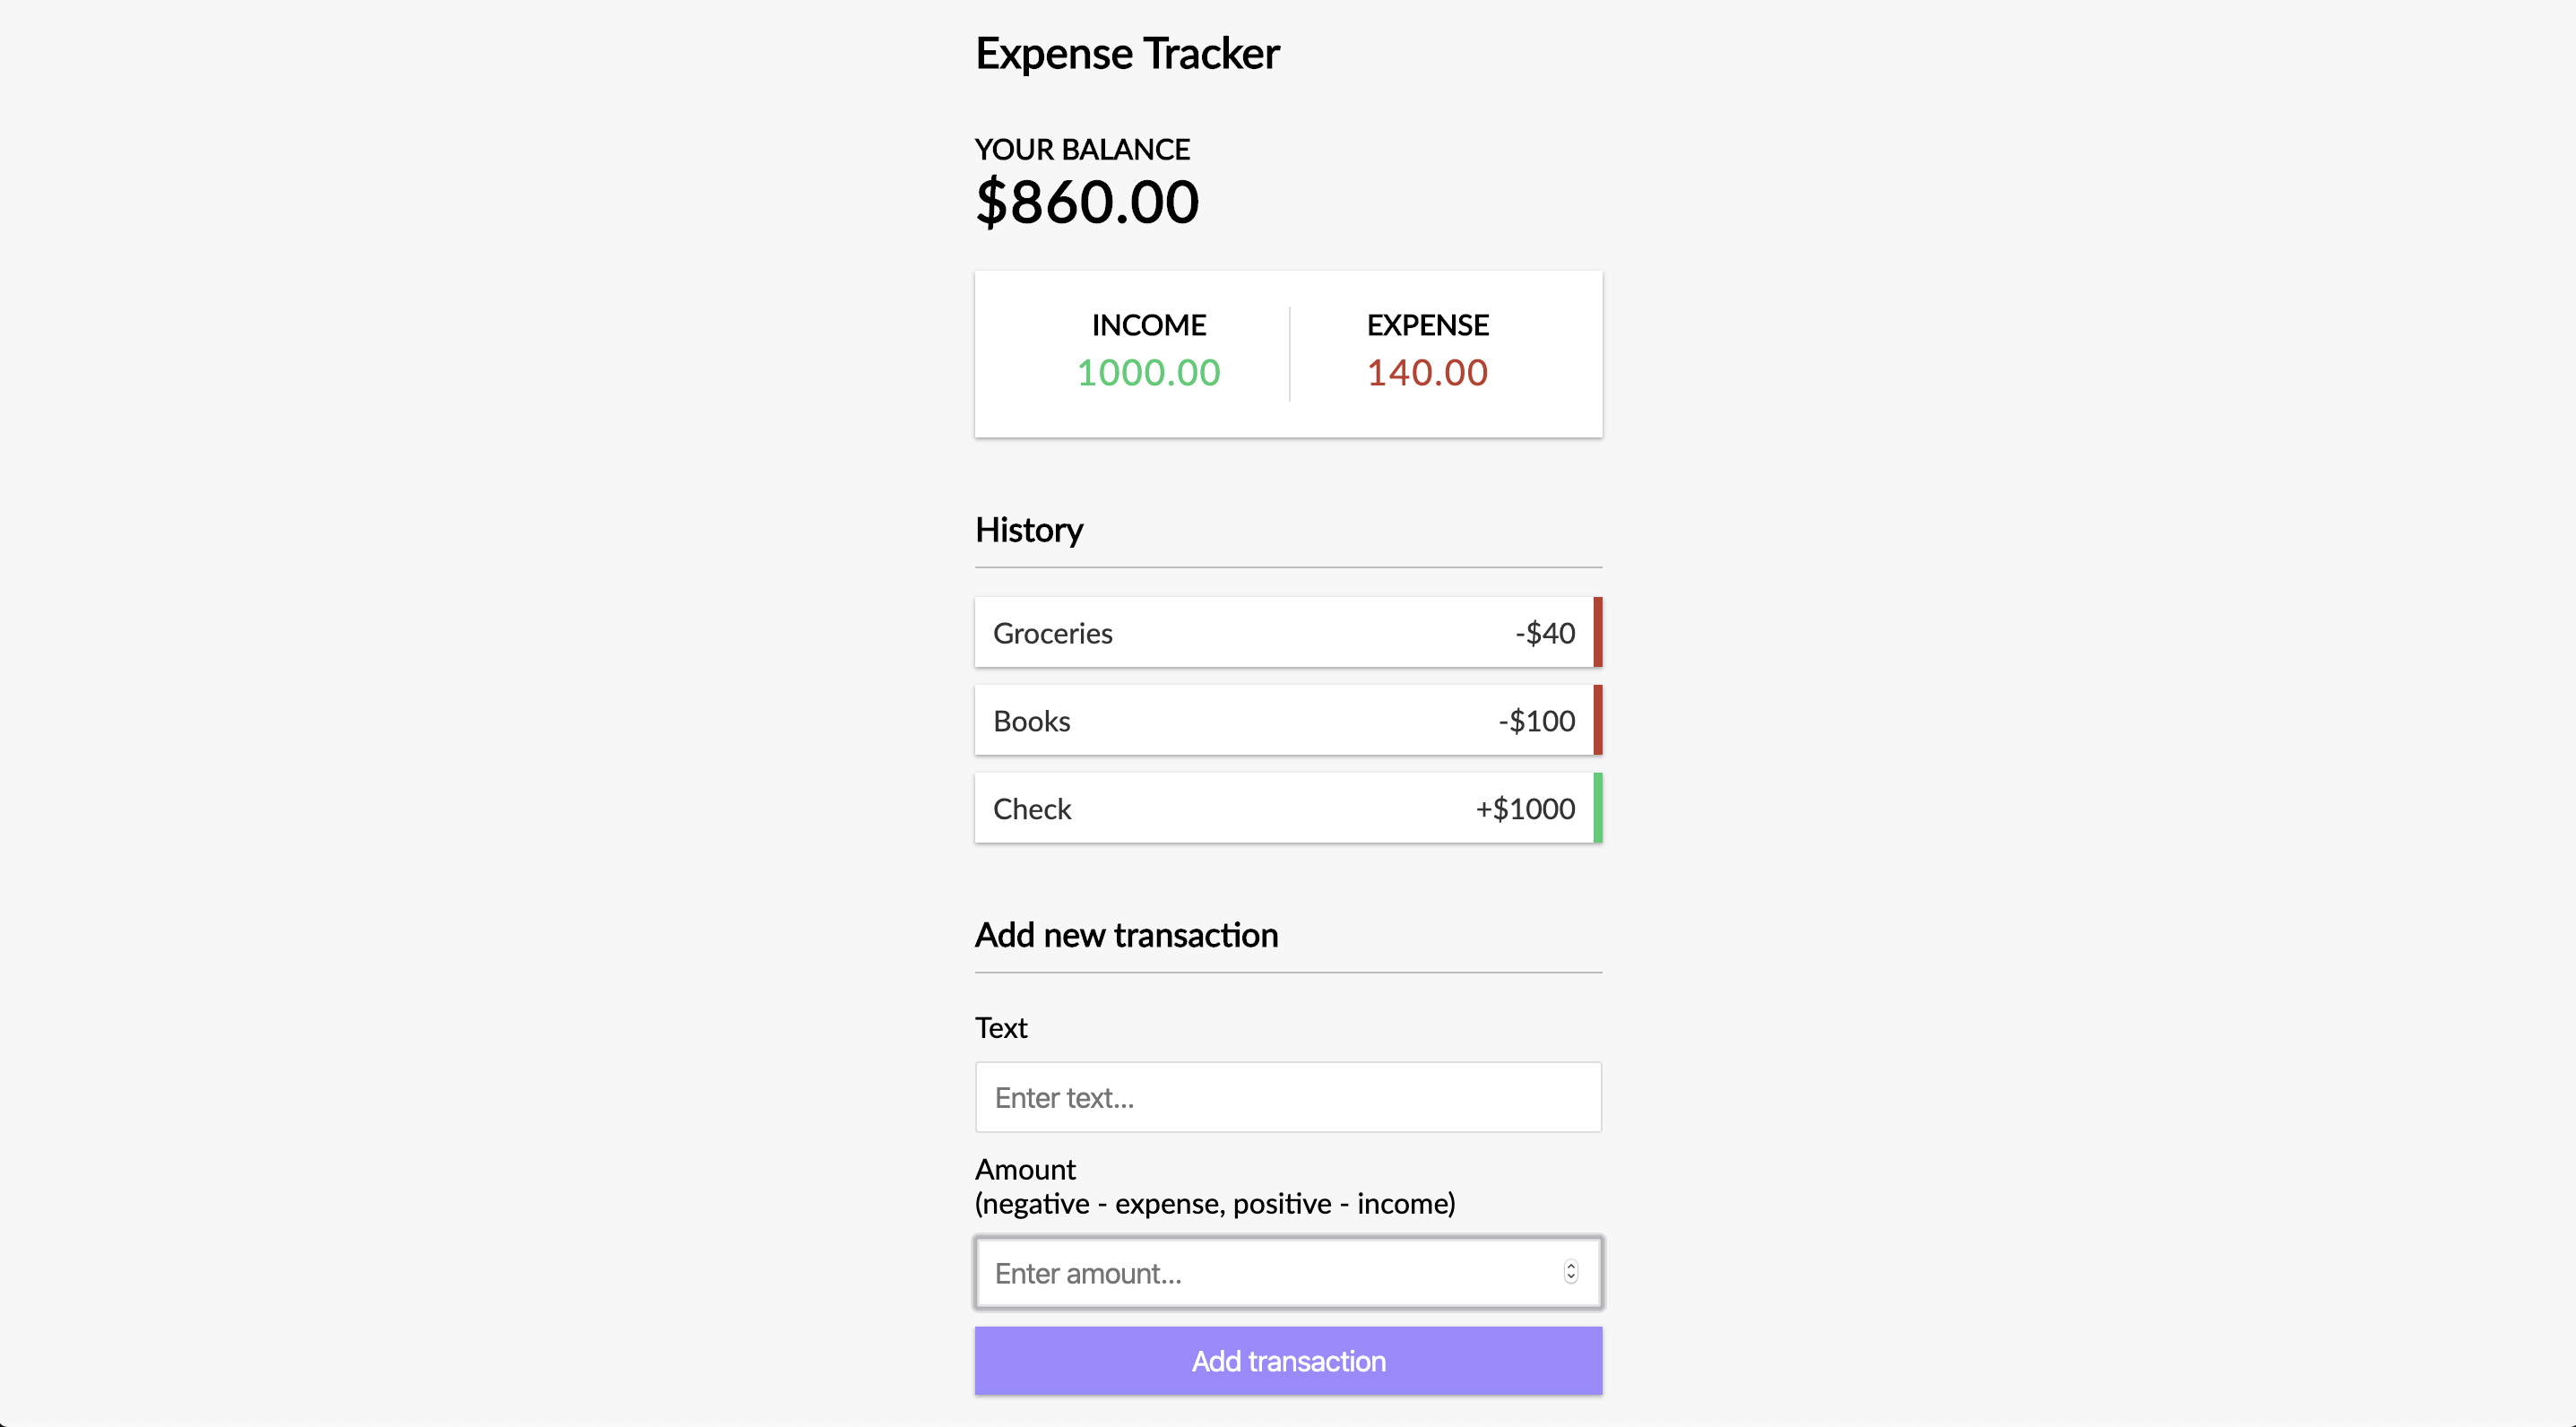 Expense Tracker
YOUR BALANCE
$860.00
INCOME
1000.00
EXPENSE
140.00
History
Groceries -$40
Books -$100
Check +$1000
Add new transaction
Text
Enter text...
Amount
(negative - expense, positive - income)
Enter amount...
Add transaction